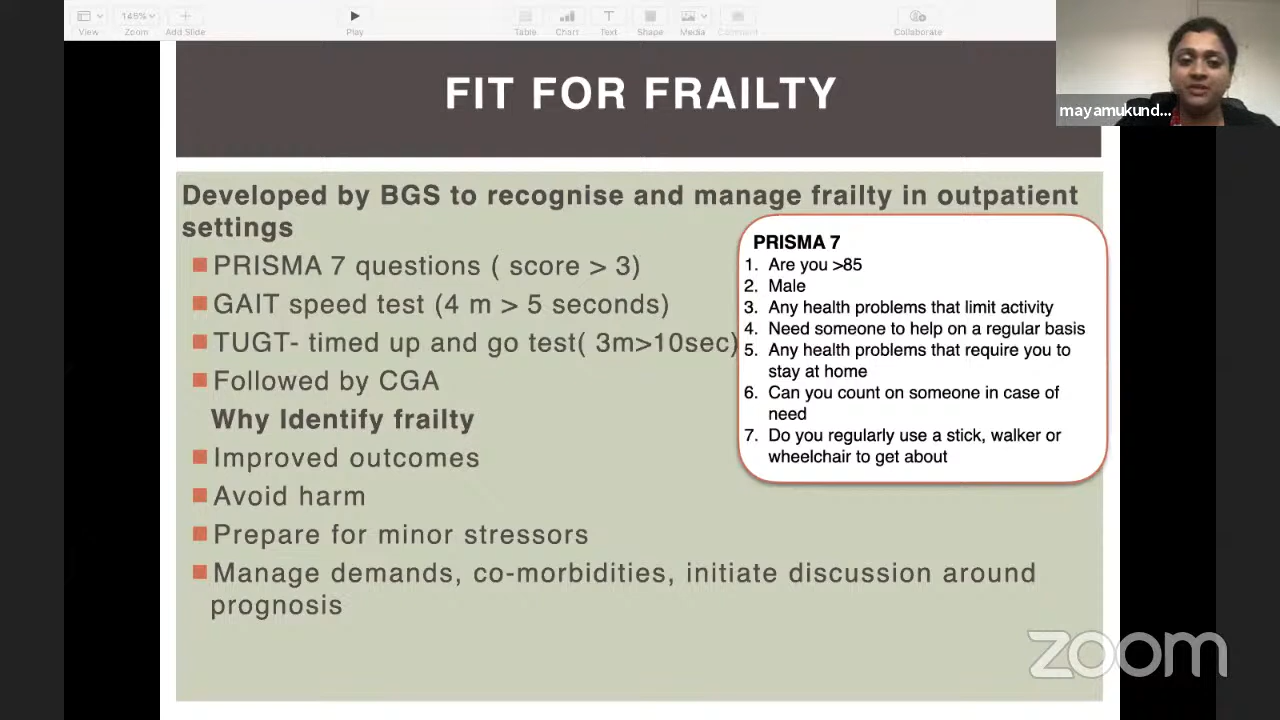 View
145%
Zoom
Add Slide
Play
Table
Chart
Text
Shape
Media
Comment
Collaborate
mayamukund...
FIT FOR FRAILTY
Developed by BGS to recognise and manage frailty in outpatient
settings
PRISMA 7 questions ( score > 3)
GAIT speed test (4 m > 5 seconds)
TUGT- timed up and go test( 3m>10sec)
Followed by CGA
Why Identify frailty
Improved outcomes
Avoid harm
Prepare for minor stressors
Manage demands, co-morbidities, initiate discussion around
prognosis
PRISMA 7
1. Are you >85
2. Male
3. Any health problems that limit activity
4. Need someone to help on a regular basis
5. Any health problems that require you to
stay at home
6. Can you count on someone in case of
need
7. Do you regularly use a stick, walker or
wheelchair to get about
zoom